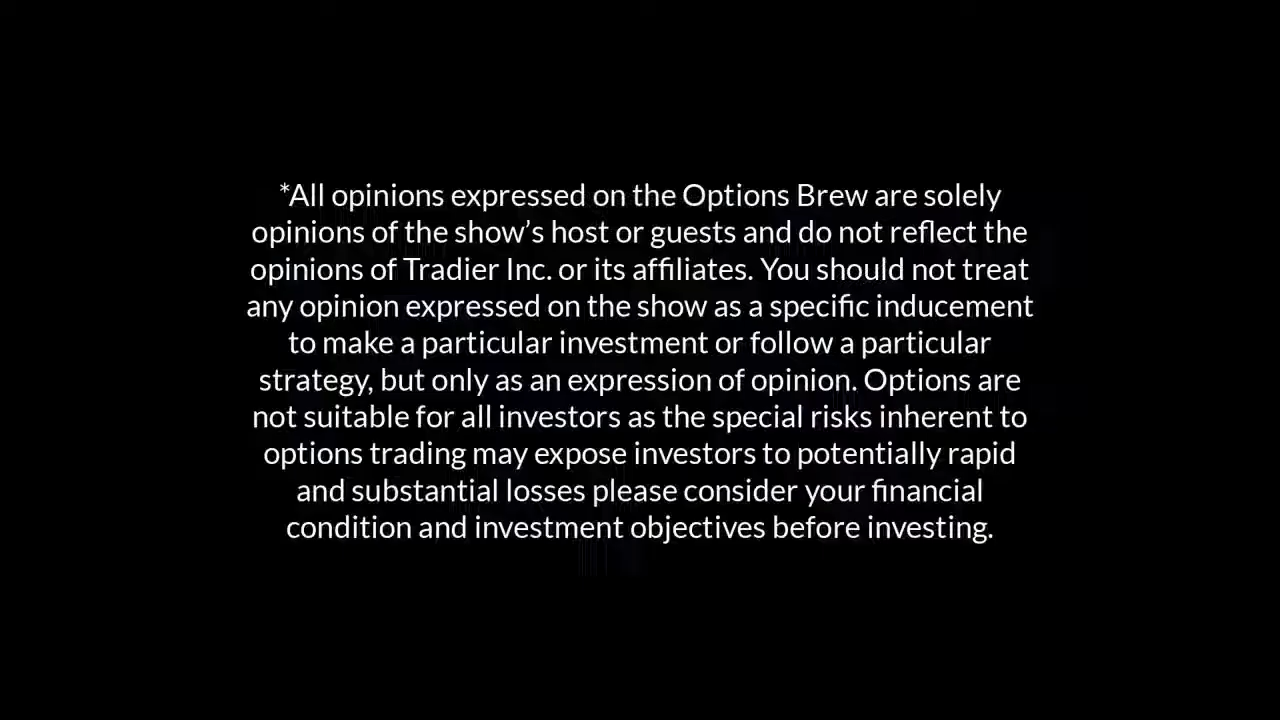 *All opinions expressed on the Options Brew are solely
opinions of the show’s host or guests and do not reflect the
opinions of Tradier Inc. or its affiliates. You should not treat
any opinion expressed on the show as a specific inducement
to make a particular investment or follow a particular
strategy, but only as an expression of opinion. Options are
not suitable for all investors as the special risks inherent to
options trading may expose investors to potentially rapid
and substantial losses please consider your financial
condition and investment objectives before investing.